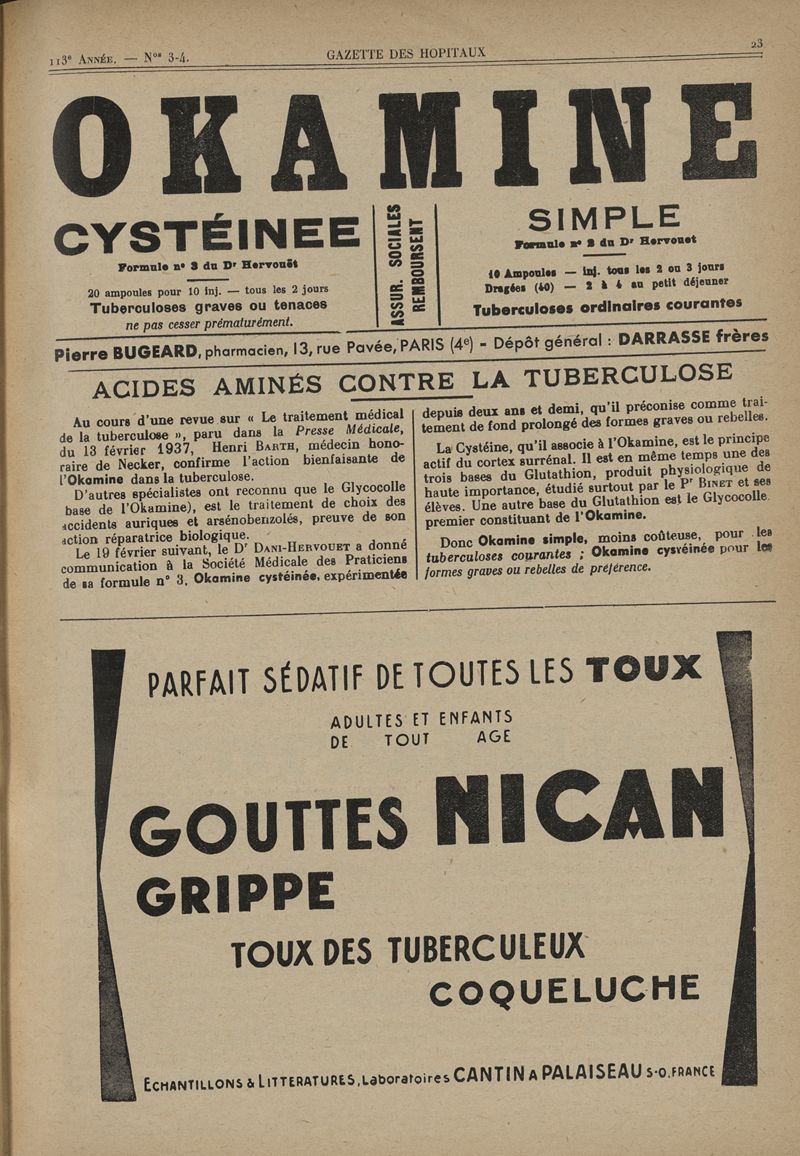 113e ANNÉE. — Nos 3-4.
GAZETTE DES HOPITAUX
23
OKAMINE
CYSTÉINEE
Formule n° 3 du Dr Hervouët
20 ampoules pour 10 inj. — tous les 2 jours
Tuberculoses graves ou tenaces
ne pas cesser prématurément.
ASSUR. SOCIALES
REMBOURSENT
SIMPLE
Formule n° 2 du Dr Hervouet
10 Ampoules — inj. tous les 2 ou 3 jours
Dragées (40) — 2 à 4 au petit déjeuner
Tuberculoses ordinaires courantes
Pierre BUGEARD, pharmacien, 13, rue Pavée, PARIS (4e) - Dépôt général : DARRASSE frères
ACIDES AMINÉS CONTRE LA TUBERCULOSE
Au cours d'une revue sur « Le traitement médical
de la tuberculose », paru dans la Presse Médicale,
du 13 février 1937, Henri BARTH, médecin hono-
raire de Necker, confirme l'action bienfaisante de
l'Okamine dans la tuberculose.
D'autres spécialistes ont reconnu que le Glycocolle
base de l'Okamine), est le traitement de choix des
accidents auriques et arsénobenzolés, preuve de son
action réparatrice biologique.
Le 19 février suivant, le Dr DANI-HERVOUET a donné
communication à la Société Médicale des Praticiens
de sa formule n° 3, Okamine cystéinée, expérimentée
depuis deux ans et demi, qu'il préconise comme trai-
tement de fond prolongé des formes graves ou rebelles.
La Cystéine, qu'il associe à l'Okamine, est le principe
actif du cortex surrénal. Il est en même temps une des
trois bases du Glutathion, produit physiologique de
haute importance, étudié surtout par le Pr BINET et ses
élèves. Une autre base du Glutathion est le Glycocolle
premier constituant de l'Okamine.
Donc Okamine simple, moins coûteuse, pour les
tuberculoses courantes ; Okamine cysvéinée pour les
formes graves ou rebelles de préférence.
PARFAIT SÉDATIF DE TOUTES LES TOUX
ADULTES ET ENFANTS
DE TOUT AGE
GOUTTES NICAN
GRIPPE
TOUX DES TUBERCULEUX
COQUELUCHE
ECHANTILLONS & LITTERATURES, Laboratoires CANTIN A PALAISEAU S-O. FRANCE